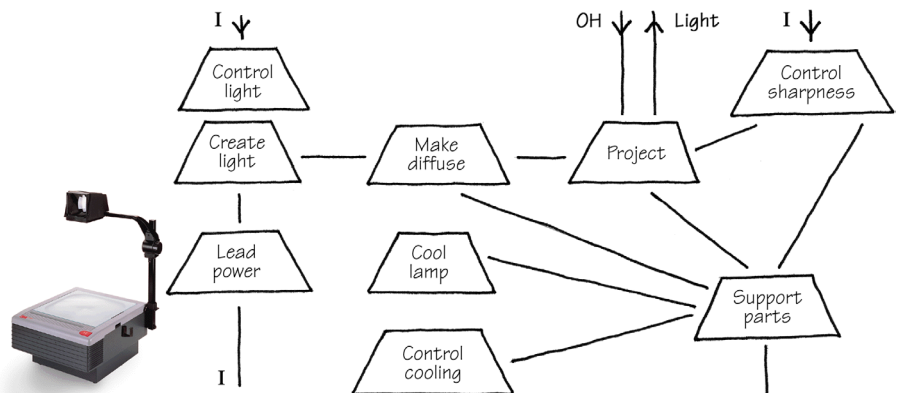 I
OH
Light
I
Control
light
Control
sharpness
Create
light
Make
diffuse
Project
Lead
power
Cool
lamp
Support
parts
Control
cooling
I